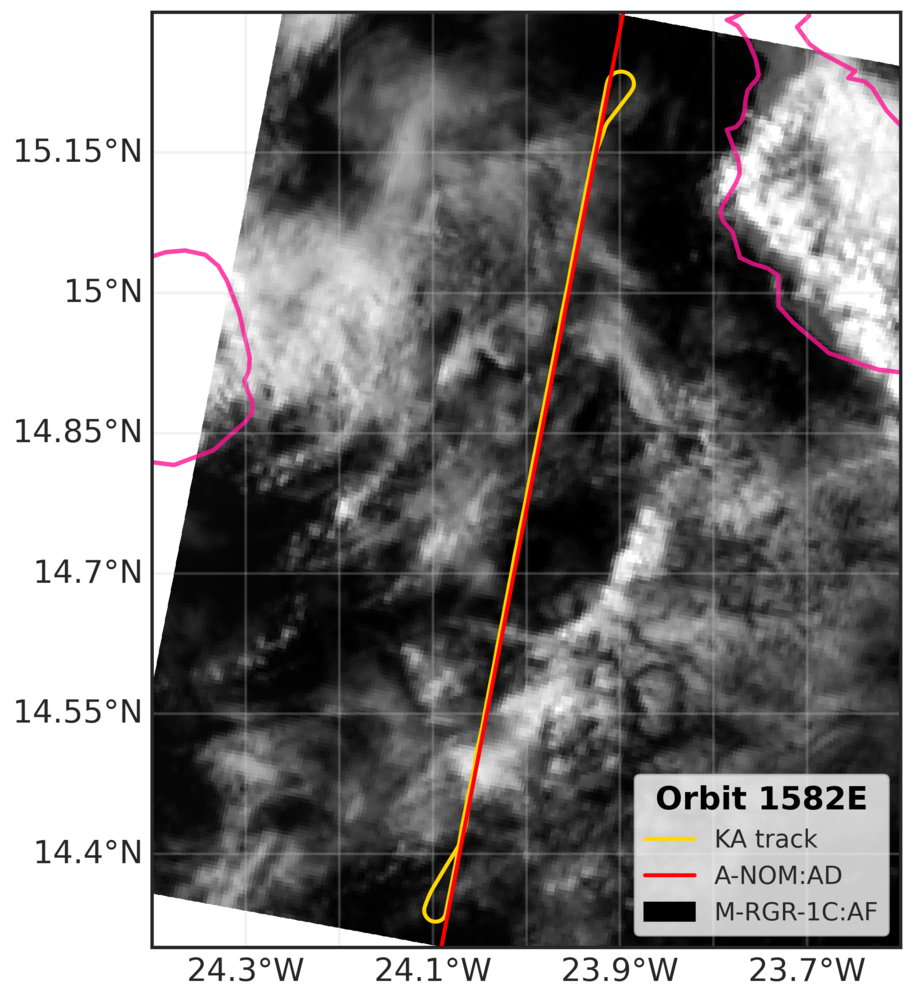 15.15°N
15°N
14.85°N
14.7°N
14.55°N
14.4°N
Orbit 1582E
KA track
A-NOM:AD
M-RGR-1C:AF
24.3°W 24.1°W 23.9°W 23.7°W